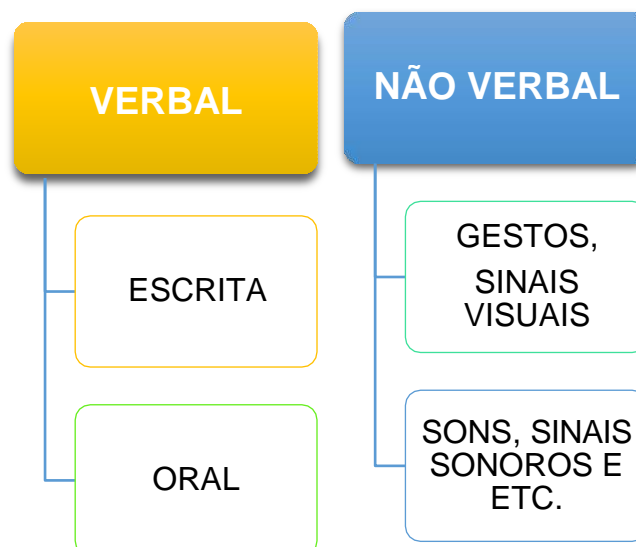 VERBAL
ESCRITA
ORAL
NÃO VERBAL
GESTOS,
SINAIS
VISUAIS
SONS, SINAIS
SONOROS E
ETC.